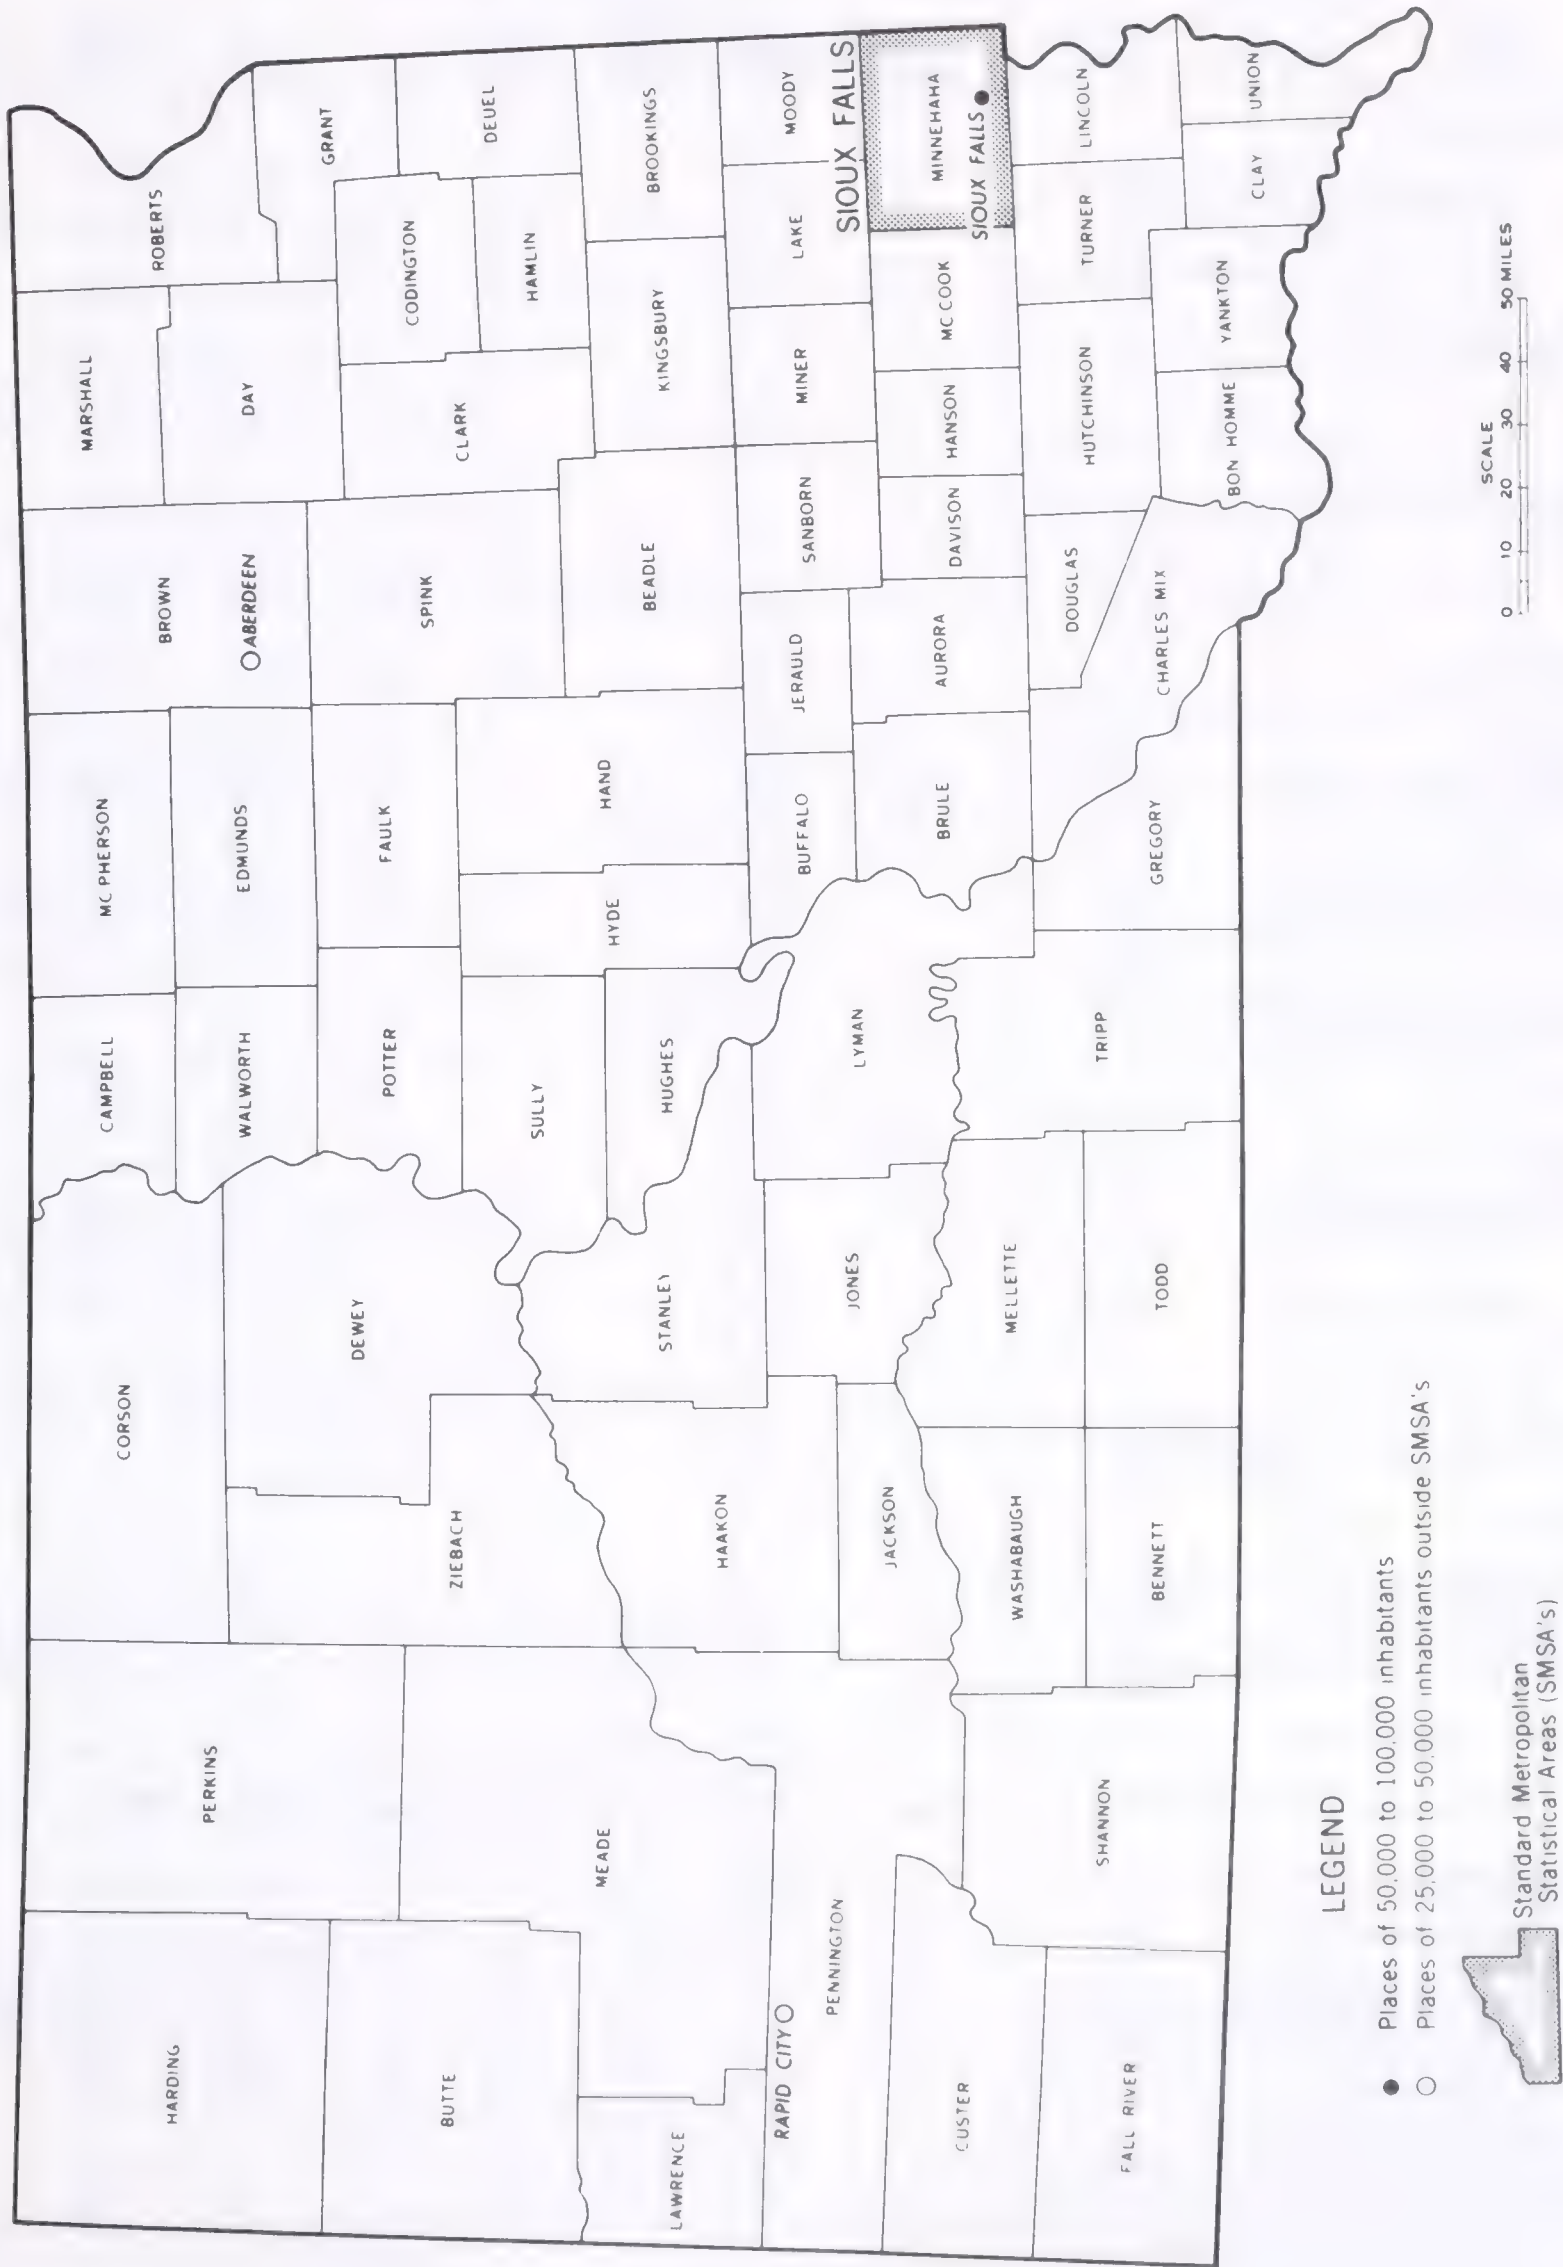 HARDING
PERKINS
CORSON
CAMPBELL
MC PHERSON
BROWN
MARSHALL
ROBERTS
BUTTE
MEADE
ZIEBACH
DEWEY
WALWORTH
EDMUNDS
ABERDEEN
DAY
GRANT
POTTER
FAULK
SPINK
CLARK
CODINGTON
DEUEL
HAMLIN
LAWRENCE
HAAKON
STANLEY
SULLY
HUGHES
HYDE
HAND
BEADLE
KINGSBURY
BROOKINGS
RAPID CITY
PENNINGTON
JACKSON
JONES
LYMAN
BUFFALO
JERAULD
SANBORN
MINER
LAKE
MOODY
SIOUX FALLS
CUSTER
WASHABAUGH
MELLETTE
BRULE
AURORA
DAVISON
HANSON
MC COOK
MINNEHAHA
SIOUX FALLS
FALL RIVER
SHANNON
BENNETT
TODD
TRIPP
GREGORY
CHARLES MIX
DOUGLAS
HUTCHINSON
TURNER
LINCOLN
BON HOMME
YANKTON
CLAY
UNION
LEGEND
Places of 50,000 to 100,000 inhabitants
Places of 25,000 to 50,000 inhabitants outside SMSA's
Standard Metropolitan
Statistical Areas (SMSA's)
SCALE
0 10 20 30 40 50 MILES